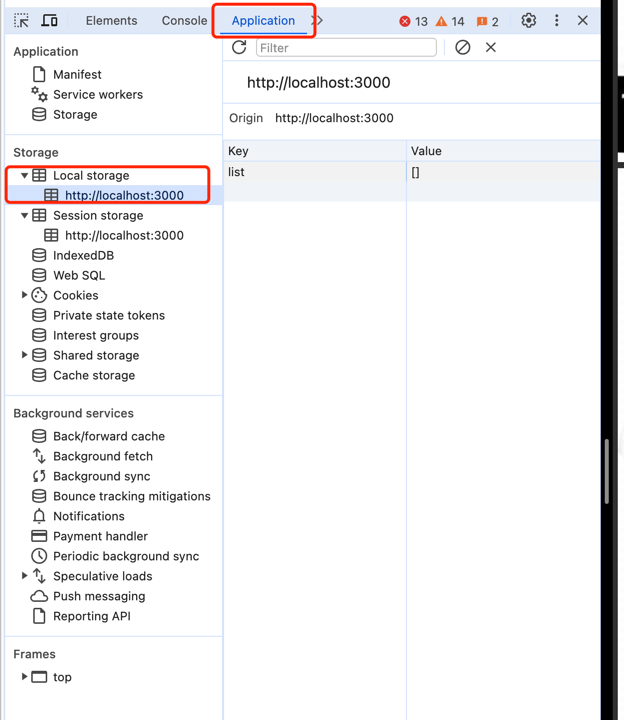 Elements Console Application 13 14 2
Application
Manifest
Service workers
Storage
Storage
Local storage
http://localhost:3000
Session storage
http://localhost:3000
IndexedDB
Web SQL
Cookies
Private state tokens
Interest groups
Shared storage
Cache storage
Background services
Back/forward cache
Background fetch
Background sync
Bounce tracking mitigations
Notifications
Payment handler
Periodic background sync
Speculative loads
Push messaging
Reporting API
Frames
top
Filter
http://localhost:3000
Origin http://localhost:3000
Key Value
list []